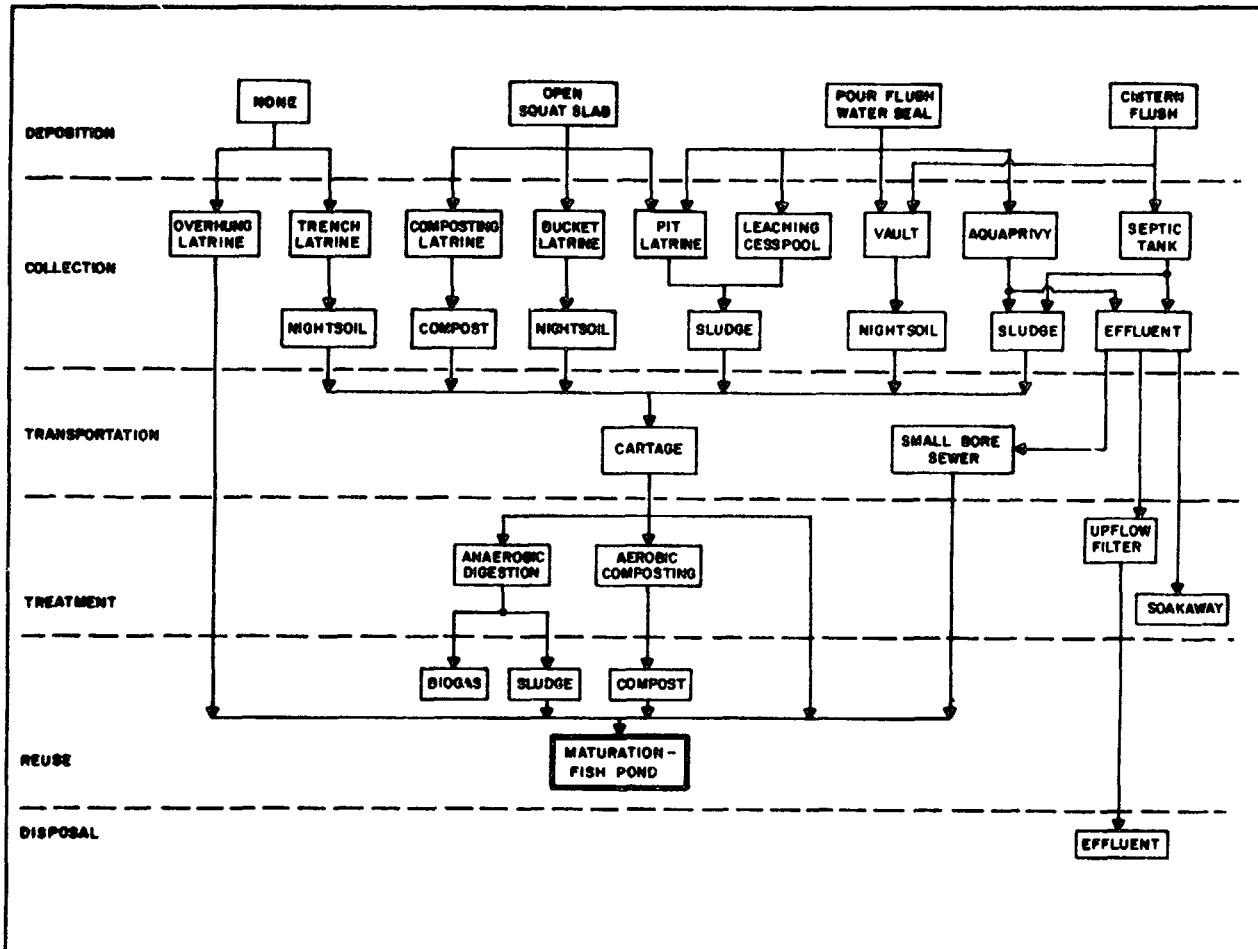 NONE
OPEN
SQUAT SLAB
POUR FLUSH
WATER SEAL
CISTERN
FLUSH
DEPOSITION
OVERHUNG
LATRINE
TRENCH
LATRINE
COMPOSTING
LATRINE
BUCKET
LATRINE
PIT
LATRINE
LEACHING
CESSPOOL
VAULT
AQUAPRIVY
SEPTIC
TANK
COLLECTION
NIGHTSOIL
COMPOST
NIGHTSOIL
SLUDGE
NIGHTSOIL
SLUDGE
EFFLUENT
TRANSPORTATION
CARTAGE
SMALL BORE
SEWER
UPFLOW
FILTER
ANAEROBIC
DIGESTION
AEROBIC
COMPOSTING
TREATMENT
SOAKAWAY
BIOGAS
SLUDGE
COMPOST
REUSE
MATURATION -
FISH POND
DISPOSAL
EFFLUENT